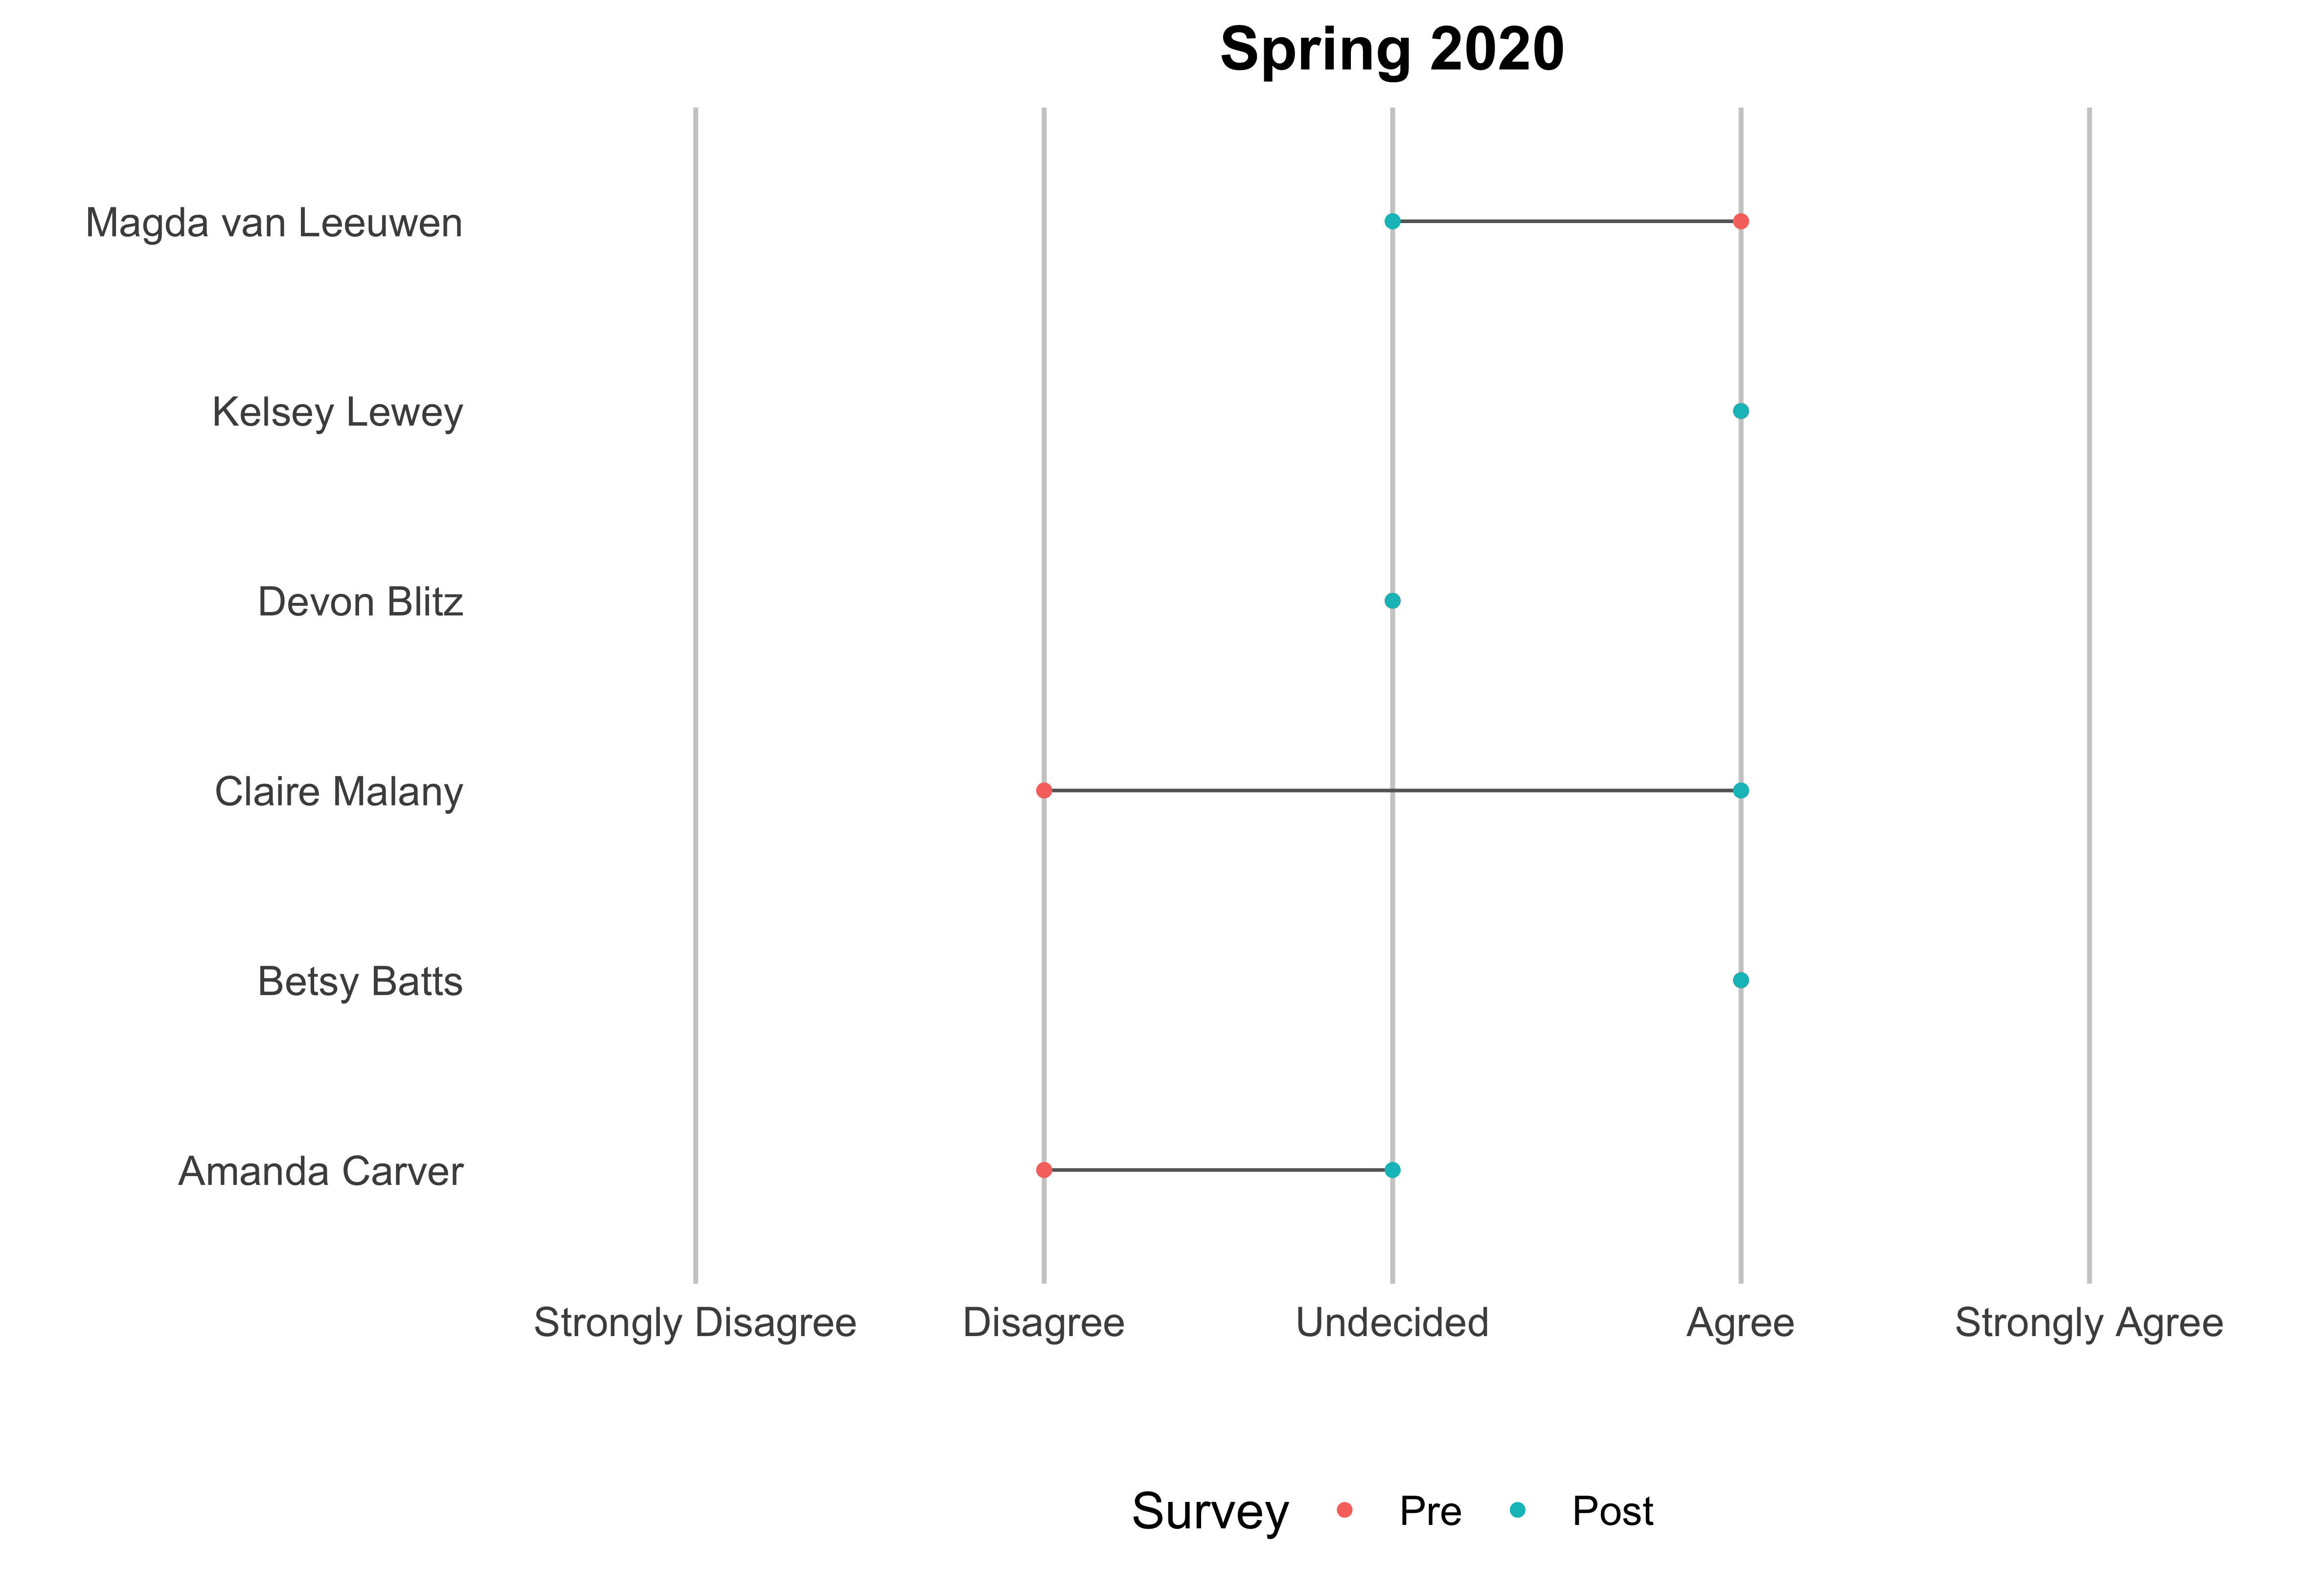 Spring 2020
Magda van Leeuwen
Kelsey Lewey
Devon Blitz
Claire Malany
Betsy Batts
Amanda Carver
Strongly Disagree Disagree Undecided Agree Strongly Agree
Survey Pre Post